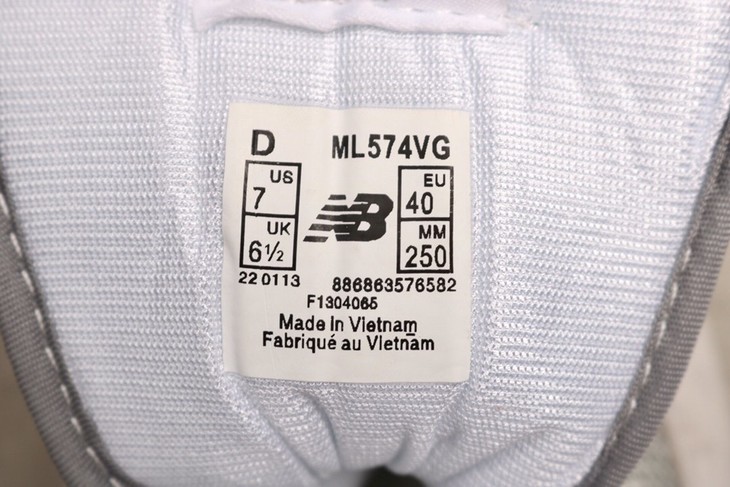 D ML574VG
US
7
UK
6½
NB
EU
40
MM
250
22 0113 886863576582
F1304065
Made In Vietnam
Fabriqué au Vietnam